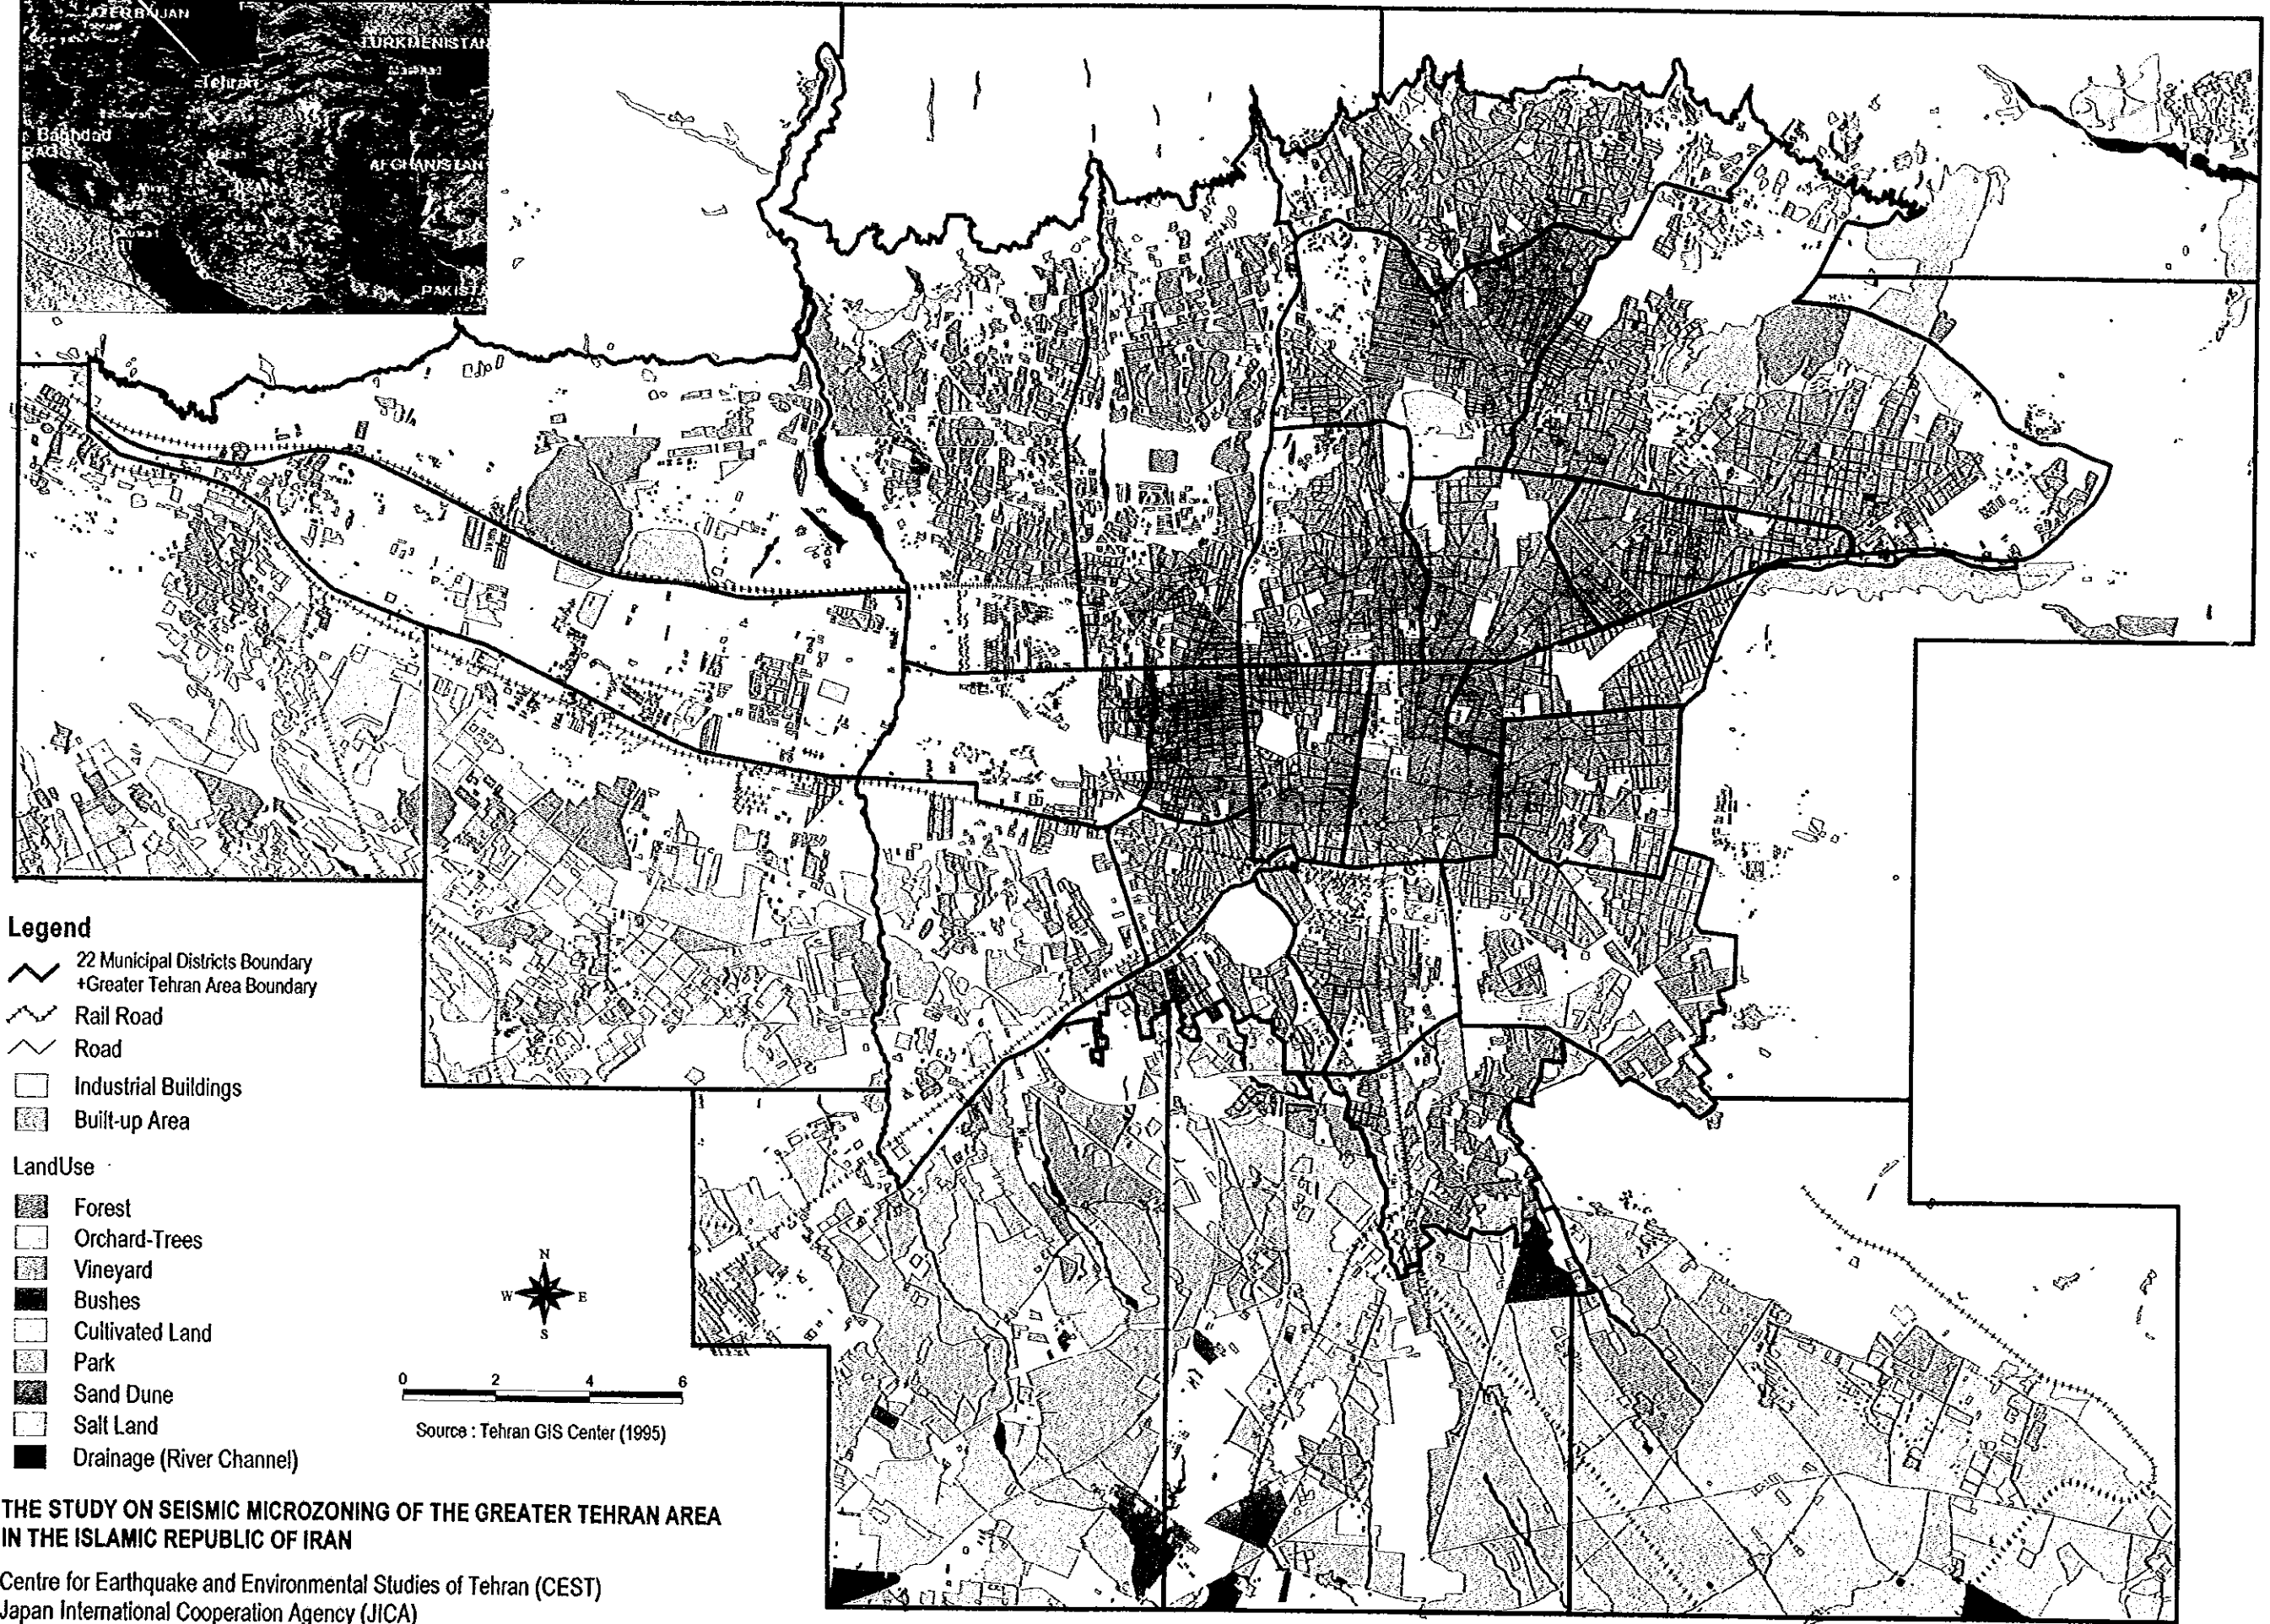 AZERBAIJAN
TURKMENISTAN
Mashhad
Tehran
Baghdad
IRAQ
AFGHANISTAN
Kuwait
PAKIST
Legend
22 Municipal Districts Boundary
+Greater Tehran Area Boundary
Rail Road
Road
Industrial Buildings
Built-up Area
LandUse
Forest
Orchard-Trees
Vineyard
Bushes
Cultivated Land
Park
Sand Dune
Salt Land
Drainage (River Channel)
N
W E
S
0 2 4 6
Source : Tehran GIS Center (1995)
THE STUDY ON SEISMIC MICROZONING OF THE GREATER TEHRAN AREA
IN THE ISLAMIC REPUBLIC OF IRAN
Centre for Earthquake and Environmental Studies of Tehran (CEST)
Japan International Cooperation Agency (JICA)